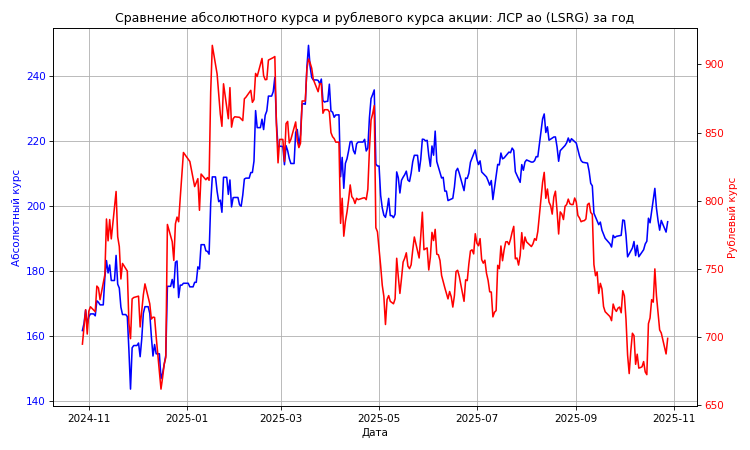 Сравнение абсолютного курса и рублевого курса акции: ЛСР ао (LSRG) за год
Абсолютный курс
240
220
200
180
160
140
900
850
800
750
700
650
Рублевый курс
2024-11 2025-01 2025-03 2025-05 2025-07 2025-09 2025-11
Дата